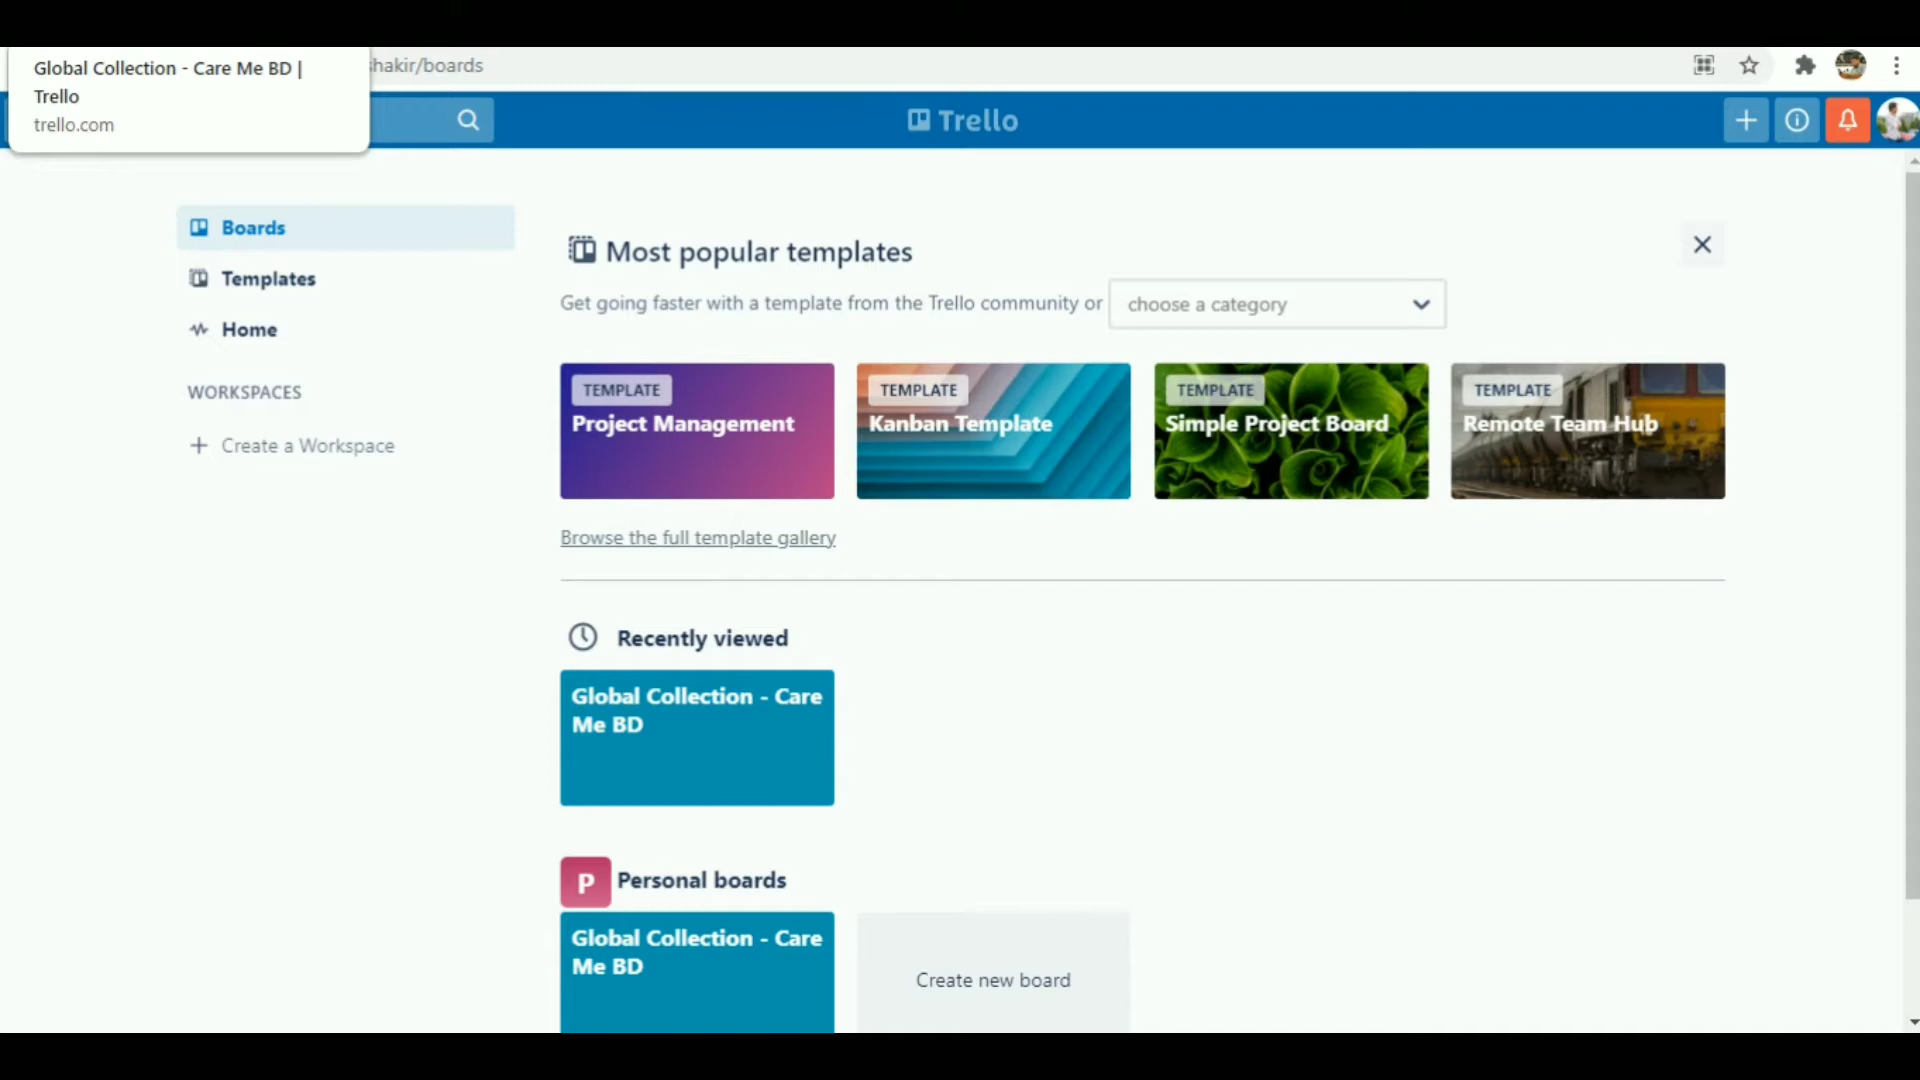 Global Collection - Care Me BD |
Trello
trello.com
hakir/boards
Trello
Boards
Templates
Home
WORKSPACES
Create a Workspace
Most popular templates
Get going faster with a template from the Trello community or
choose a category
TEMPLATE
Project Management
TEMPLATE
Kanban Template
TEMPLATE
Simple Project Board
TEMPLATE
Remote Team Hub
Browse the full template gallery
Recently viewed
Global Collection - Care
Me BD
P
Personal boards
Global Collection - Care
Me BD
Create new board